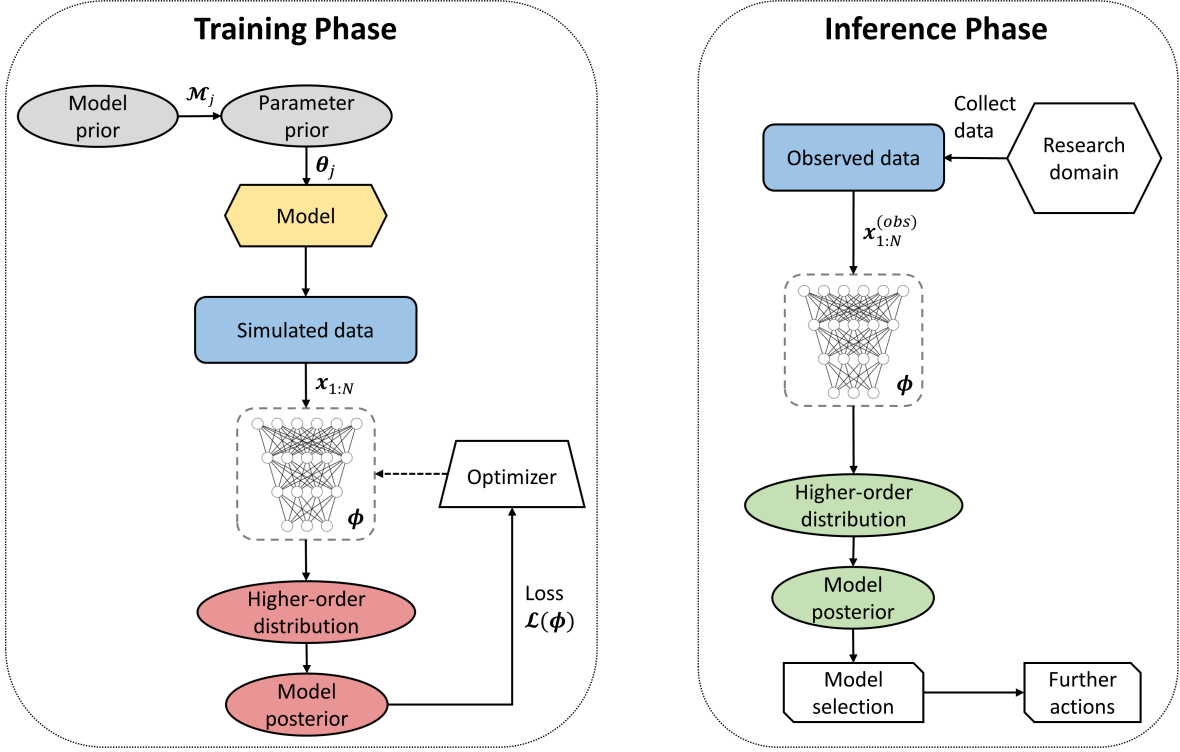 Training Phase
Model
prior
𝓜ⱼ
Parameter
prior
θⱼ
Model
Simulated data
x₁:N
ϕ
Optimizer
Higher-order
distribution
Loss
𝓛(ϕ)
Model
posterior
Inference Phase
Collect
data
Research
domain
Observed data
x₁:N^(obs)
ϕ
Higher-order
distribution
Model
posterior
Model
selection
Further
actions